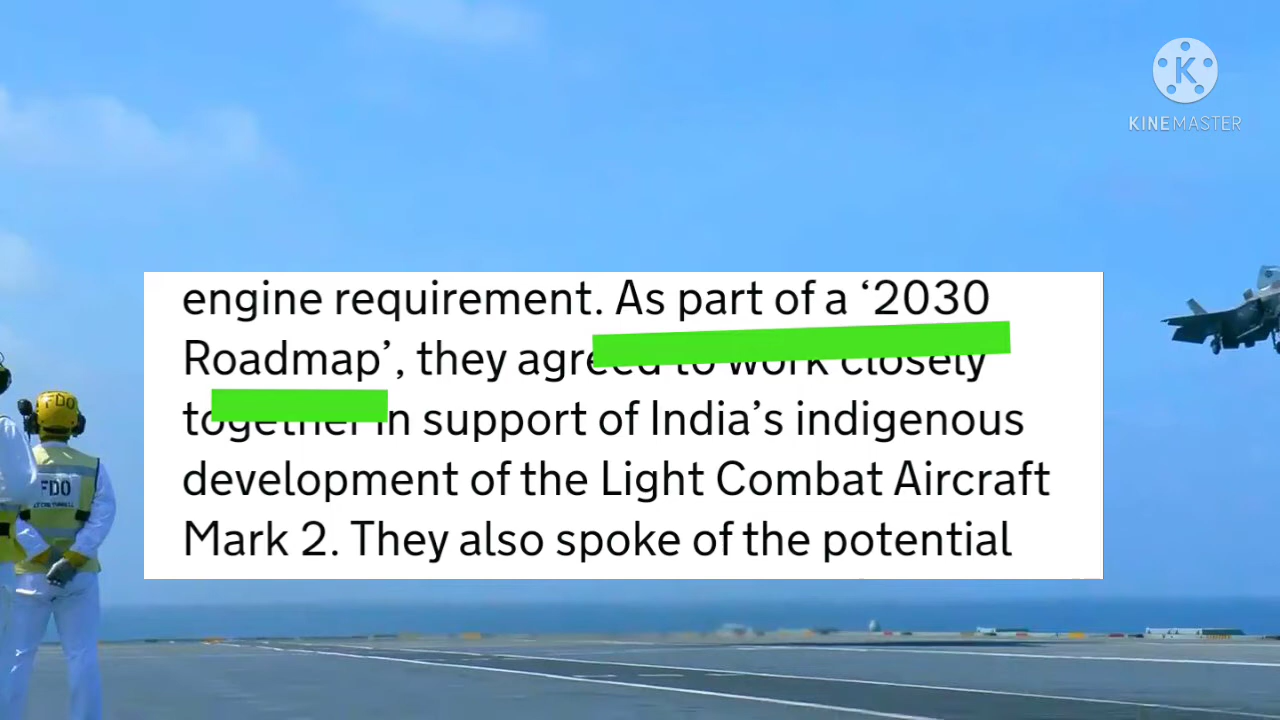 KINEMASTER
engine requirement. As part of a ‘2030
Roadmap’, they agreed to work closely
together in support of India’s indigenous
development of the Light Combat Aircraft
Mark 2. They also spoke of the potential
FDO
FDO